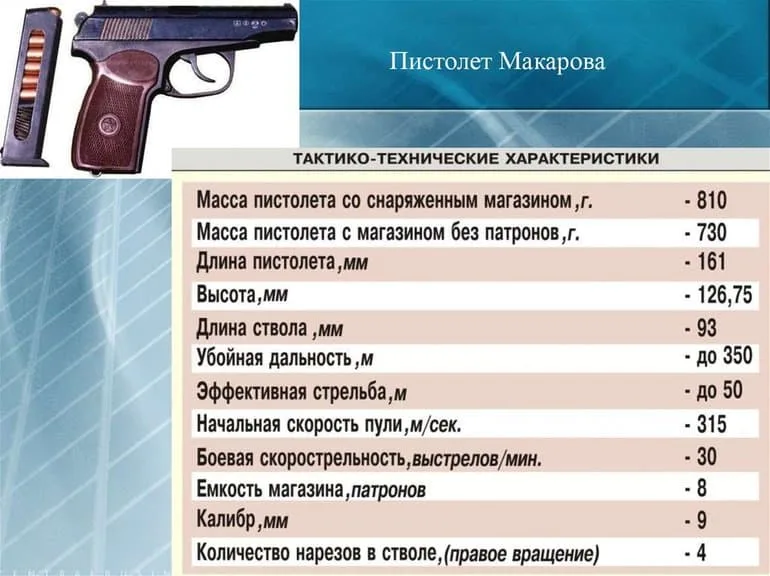 Пистолет Макарова
ТАКТИКО-ТЕХНИЧЕСКИЕ ХАРАКТЕРИСТИКИ
Масса пистолета со снаряженным магазином,г. - 810
Масса пистолета с магазином без патронов,г. - 730
Длина пистолета,мм - 161
Высота,мм - 126,75
Длина ствола ,мм - 93
Убойная дальность,м - до 350
Эффективная стрельба,м - до 50
Начальная скорость пули,м/сек. - 315
Боевая скорострельность,выстрелов/мин. - 30
Емкость магазина,патронов - 8
Калибр,мм - 9
Количество нарезов в стволе,(правое вращение) - 4